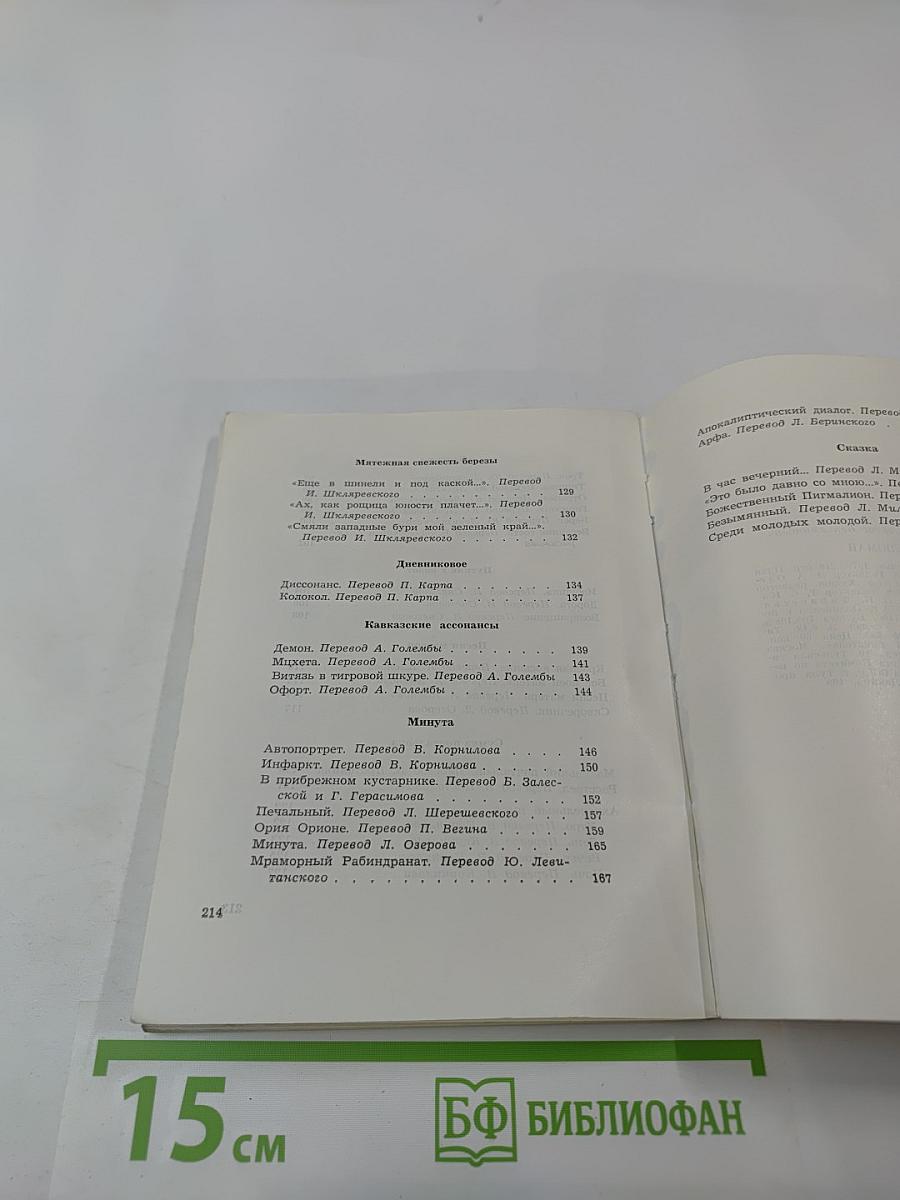 Мятежная свежесть березы
«Еще в шинели и под каской...». Перевод
И. Шкляревского . . . . . . . . . . . 129
«Ах, как рощица юности плачет...». Перевод
И. Шкляревского . . . . . . . . . . . 130
«Смяли западные бури мой зеленый край...».
Перевод И. Шкляревского . . . . . . . 132
Дневниковое
Диссонанс. Перевод П. Карпа . . . . . . . 134
Колокол. Перевод П. Карпа . . . . . . . . 137
Кавказские ассонансы
Демон. Перевод А. Голембы . . . . . . . . 139
Мцхета. Перевод А. Голембы . . . . . . . 141
Витязь в тигровой шкуре. Перевод А. Голембы 143
Офорт. Перевод А. Голембы . . . . . . . . 144
Минута
Автопортрет. Перевод В. Корнилова . . . . 146
Инфаркт. Перевод В. Корнилова . . . . . . 150
В прибрежном кустарнике. Перевод Б. Залес-
ской и Г. Герасимова . . . . . . . . . 152
Печальный. Перевод Л. Шерешевского . . . 157
Ория Орионе. Перевод П. Вегина . . . . . 159
Минута. Перевод Л. Озерова . . . . . . . 165
Мраморный Рабиндранат. Перевод Ю. Леви-
танского . . . . . . . . . . . . . . . 167
214
Апокалиптический диалог. Перевод
Арфа. Перевод Л. Беринского .
Сказка
В час вечерний... Перевод Л. М
«Это было давно со мною...». Пе
Божественный Пигмалион. Пер
Безымянный. Перевод Л. Мил
Среди молодых молодой. Пер
15 см
БФ БИБЛИОФАН